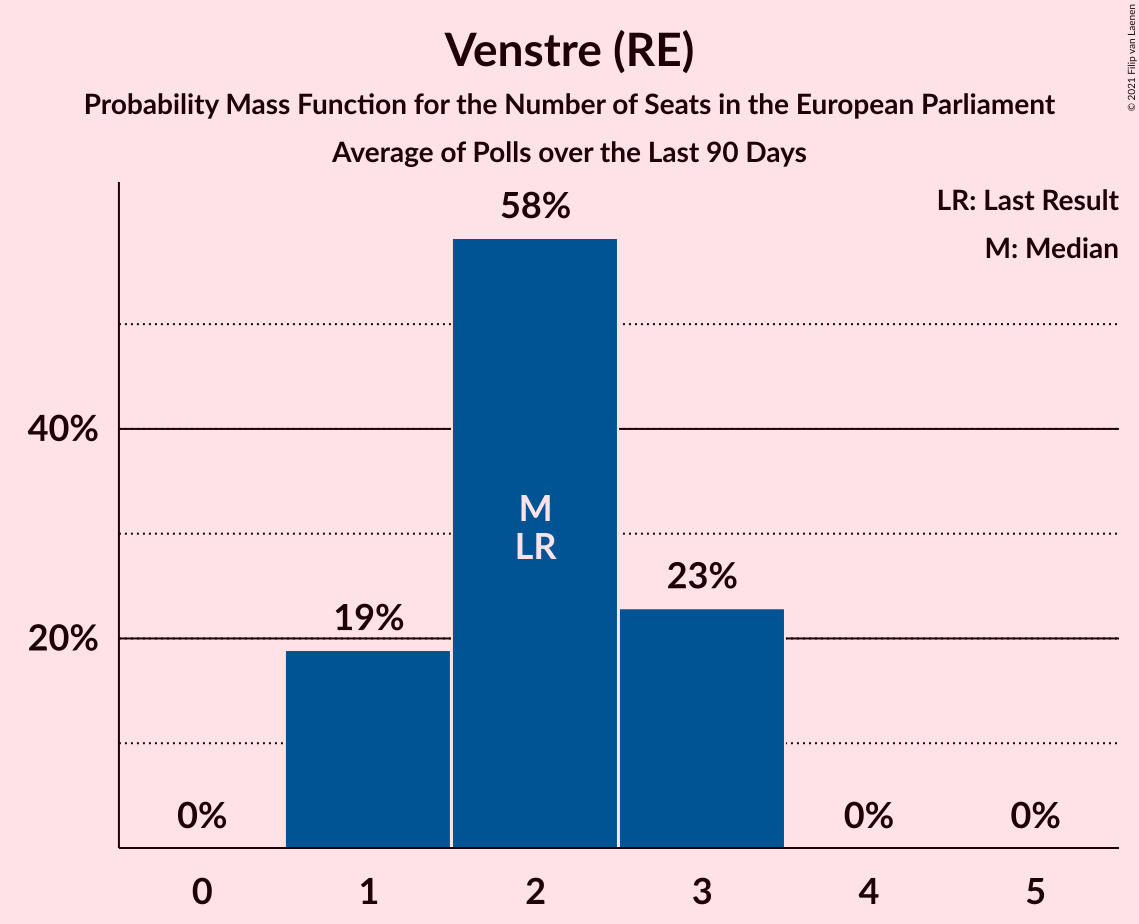 Venstre (RE)
Probability Mass Function for the Number of Seats in the European Parliament
Average of Polls over the Last 90 Days
© 2021 Filip van Laenen
LR: Last Result
M: Median
58%
40%
M
LR
23%
19%
20%
0%
0%
0%
0
1
2
3
4
5